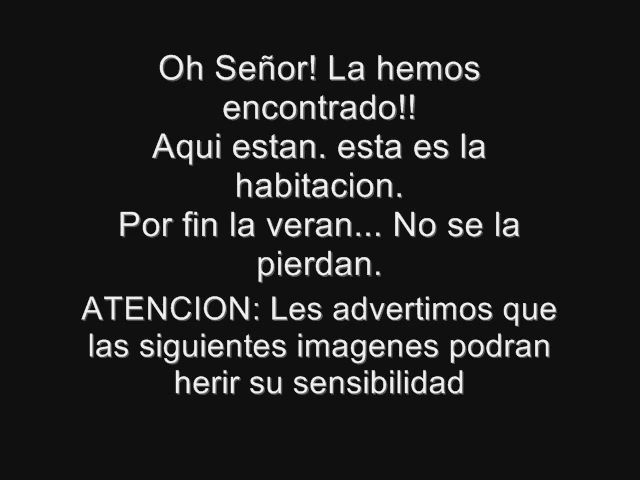 Oh Señor! La hemos
encontrado!!
Aqui estan. esta es la
habitacion.
Por fin la veran... No se la
pierdan.
ATENCION: Les advertimos que
las siguientes imagenes podran
herir su sensibilidad